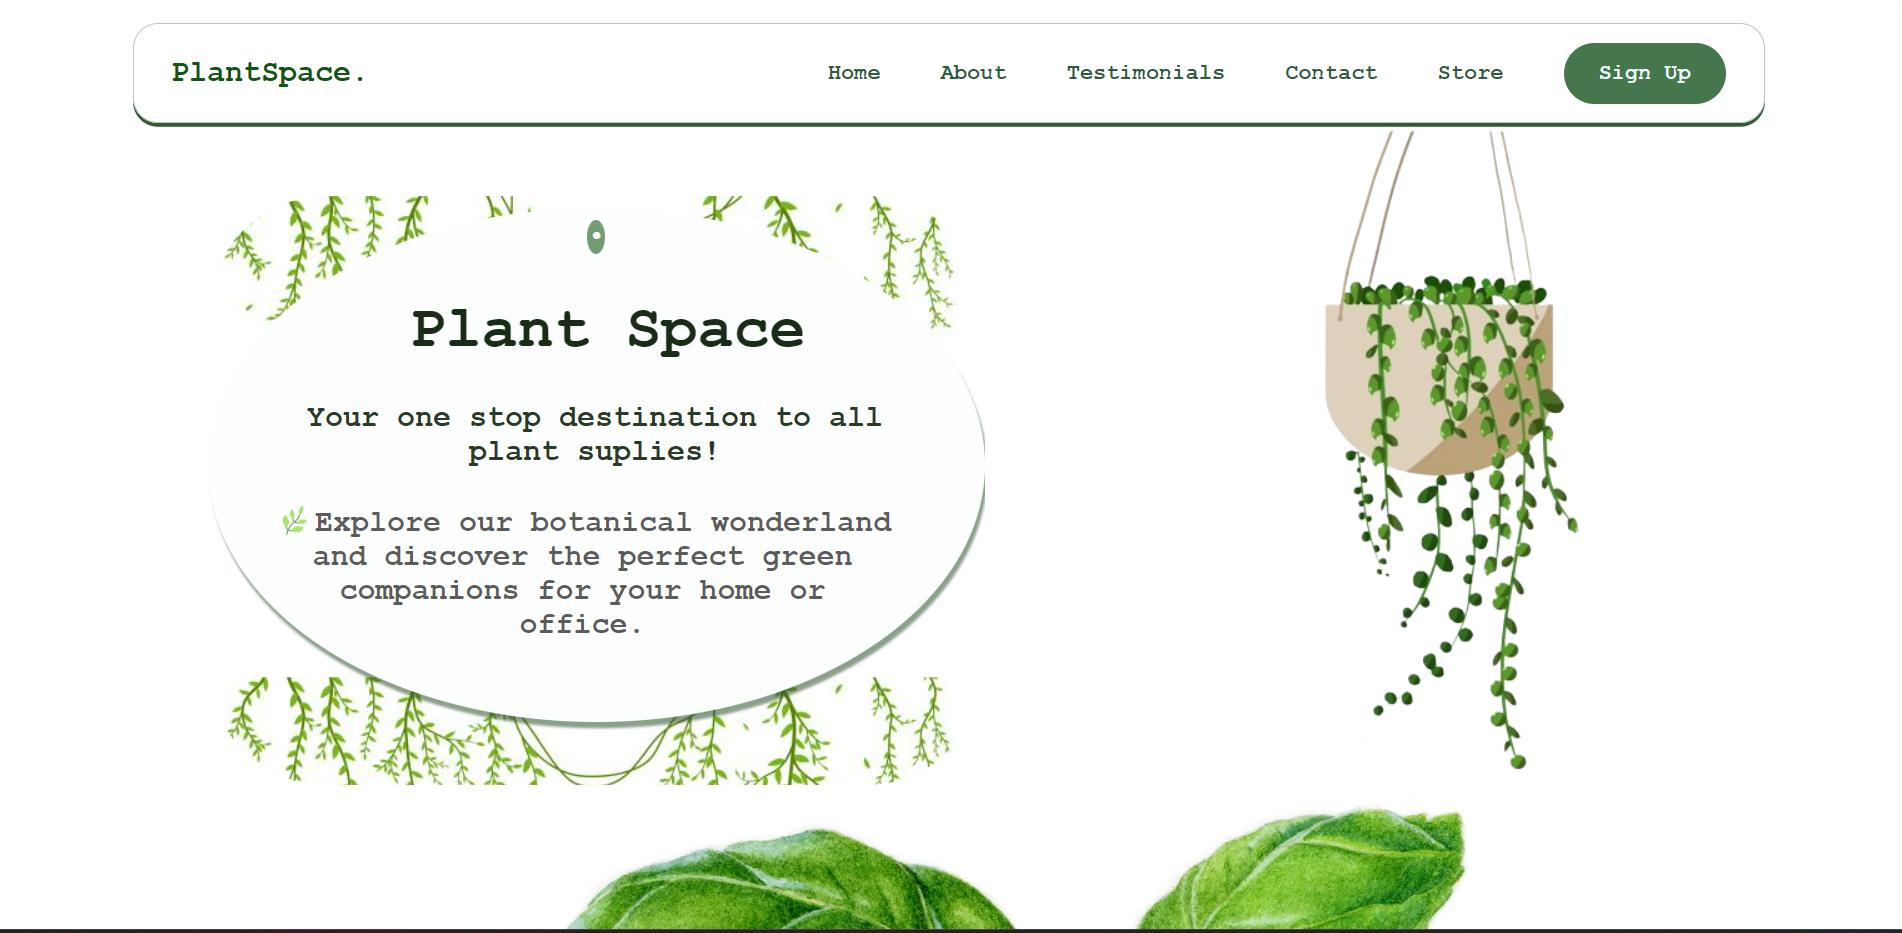 PlantSpace.
Home About Testimonials Contact Store Sign Up
Plant Space
Your one stop destination to all
plant suplies!
🌿Explore our botanical wonderland
and discover the perfect green
companions for your home or
office.